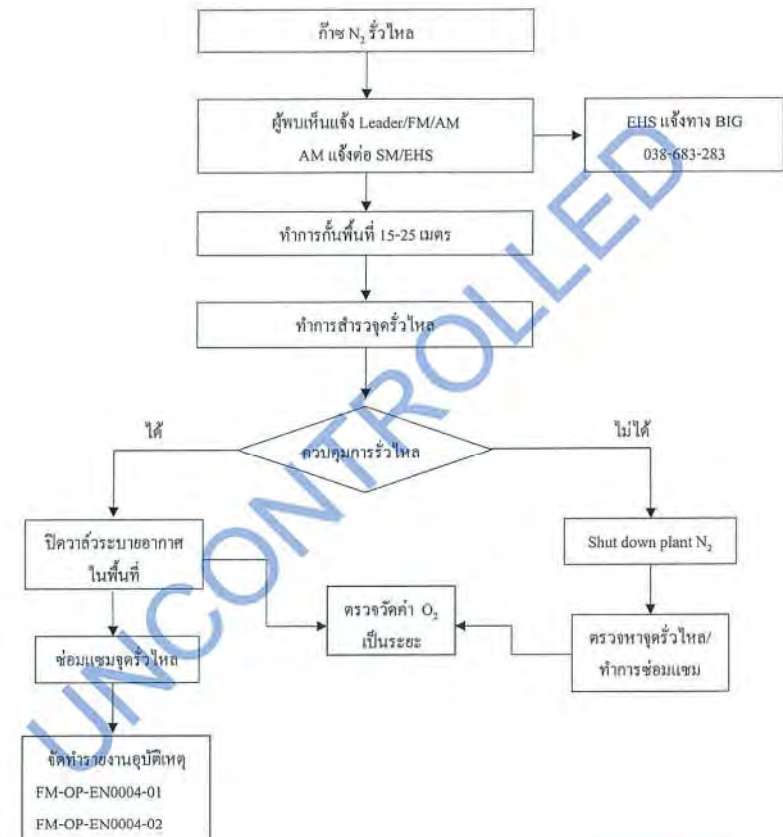 ก๊าซ N₂ รั่วไหล
ผู้พบเห็นแจ้ง Leader/FM/AM
AM แจ้งต่อ SM/EHS
EHS แจ้งทาง BIG
038-683-283
ทำการกั้นพื้นที่ 15-25 เมตร
ทำการสำรวจุดรั่วไหล
ได้
ควบคุมการรั่วไหล
ไม่ได้
ปิดวาล์วระบายอากาศ
ในพื้นที่
Shut down plant N₂
ตรวจวัดค่า O₂
เป็นระยะ
ซ่อมแซมจุดรั่วไหล
ตรวจหาจุดรั่วไหล/
ทำการซ่อมแซม
จัดทำรายงานอุบัติเหตุ
FM-OP-EN0004-01
FM-OP-EN0004-02
UNCONTROLLED